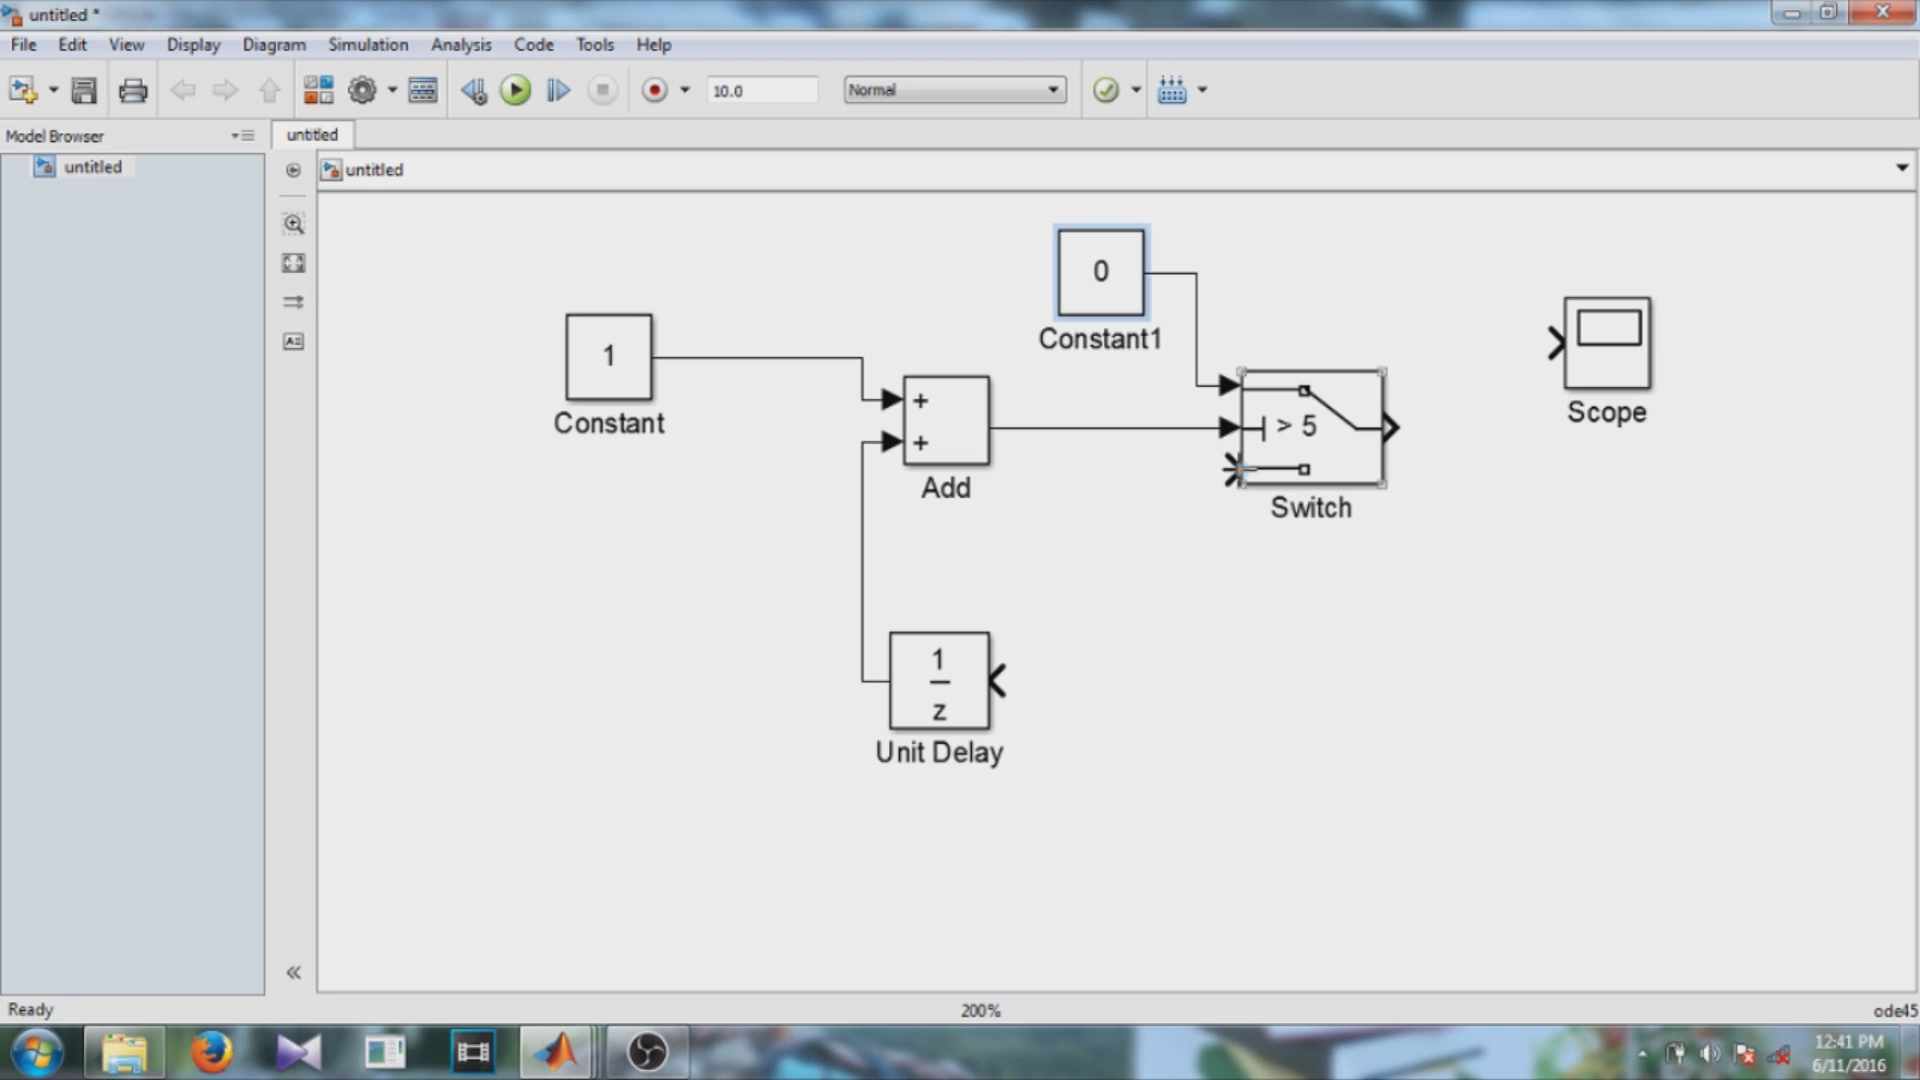 untitled *
File Edit View Display Diagram Simulation Analysis Code Tools Help
10.0 Normal
Model Browser
untitled
untitled
untitled
0
Constant1
1
Constant
+
+
Add
> 5
Switch
Scope
1
z
Unit Delay
Ready
200%
ode45
12:41 PM
6/11/2016